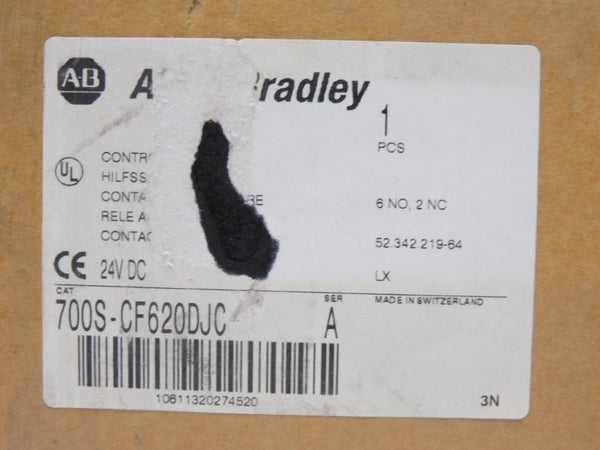 A-B A Bradley
1
PCS
UL
CONTR
HILFSS
CONTA RE 6 NO, 2 NC
RELE A
CONTAC 52.342.219-64
CE 24V DC LX
CAT SER MADE IN SWITZERLAND
700S-CF620DJC A
10611320274520
3N